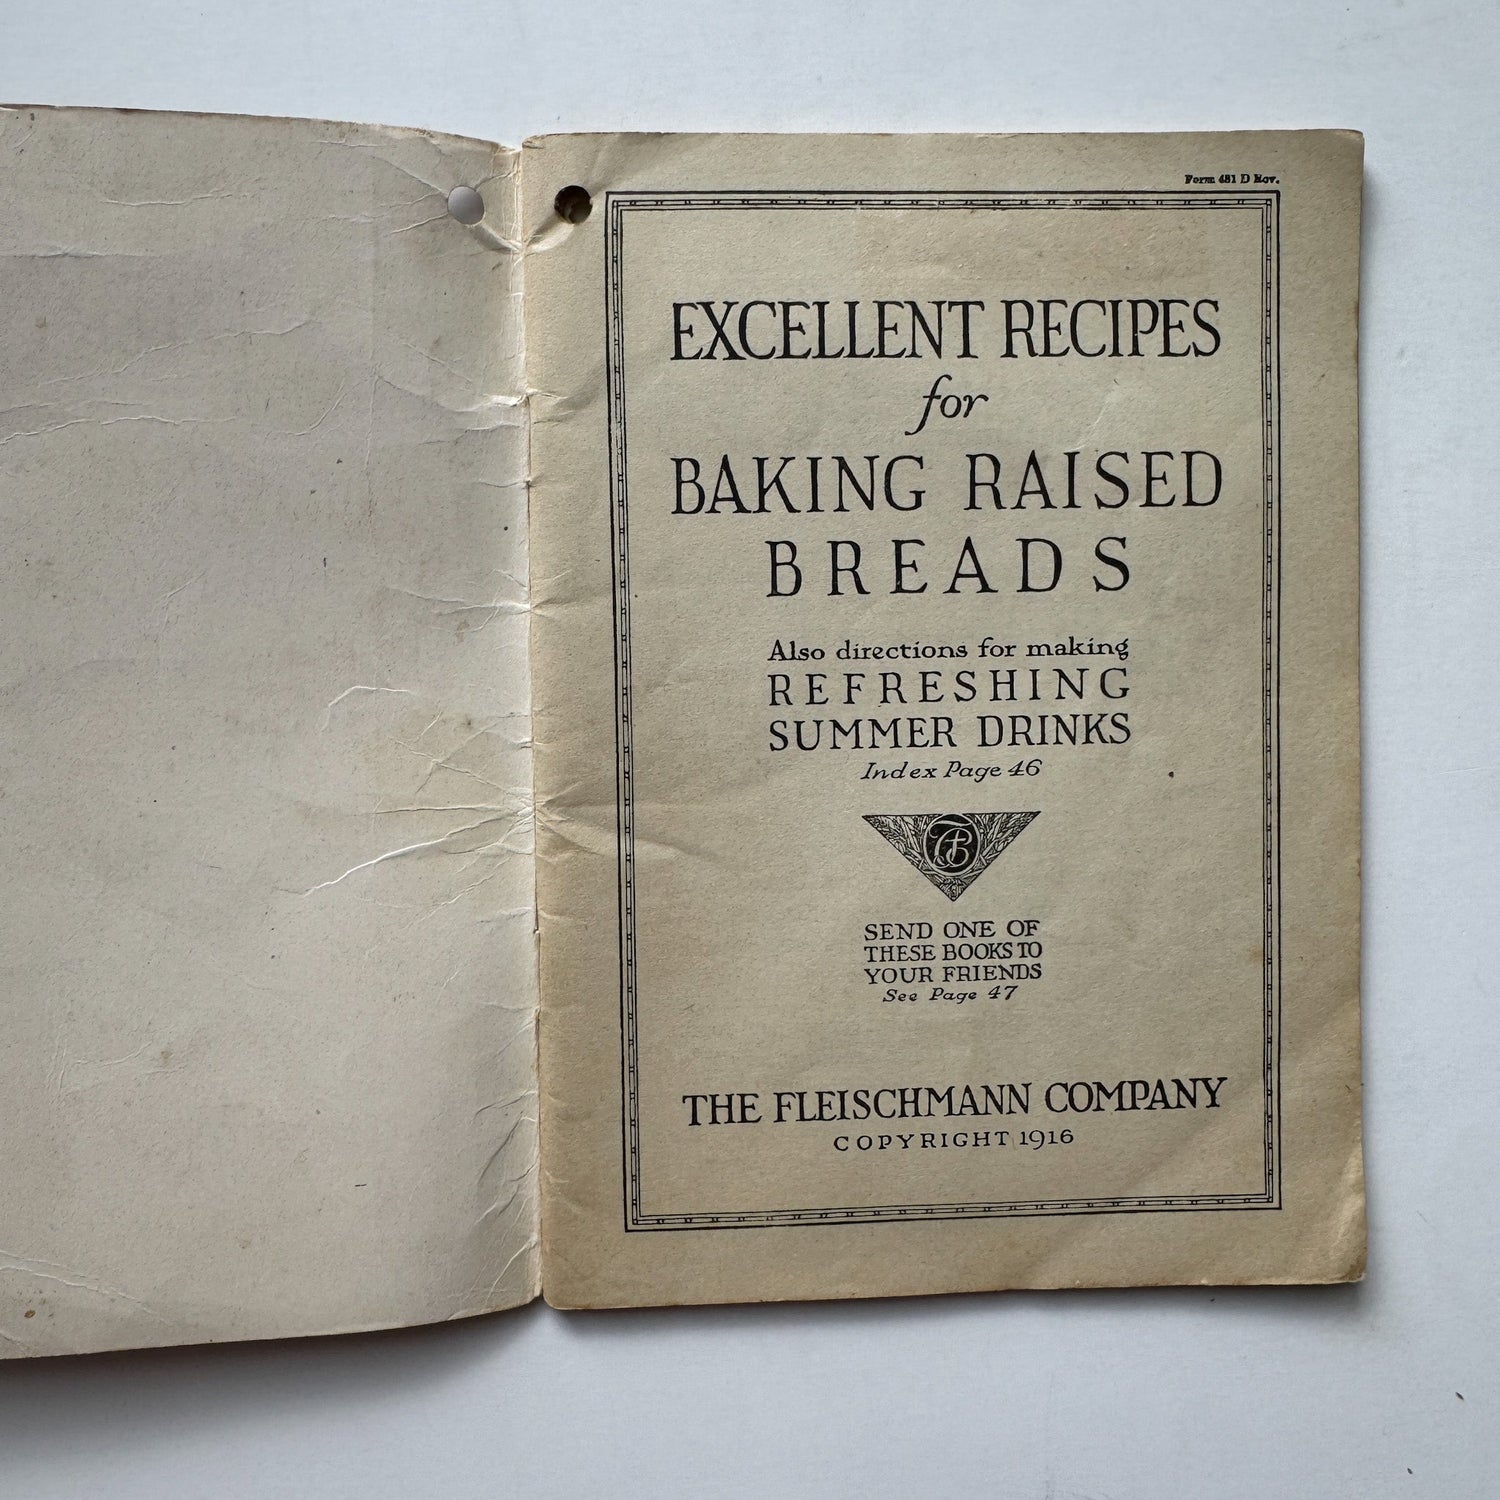 Form 481 D Rev.
EXCELLENT RECIPES
for
BAKING RAISED
BREADS
Also directions for making
REFRESHING
SUMMER DRINKS
Index Page 46
SEND ONE OF
THESE BOOKS TO
YOUR FRIENDS
See Page 47
THE FLEISCHMANN COMPANY
COPYRIGHT 1916